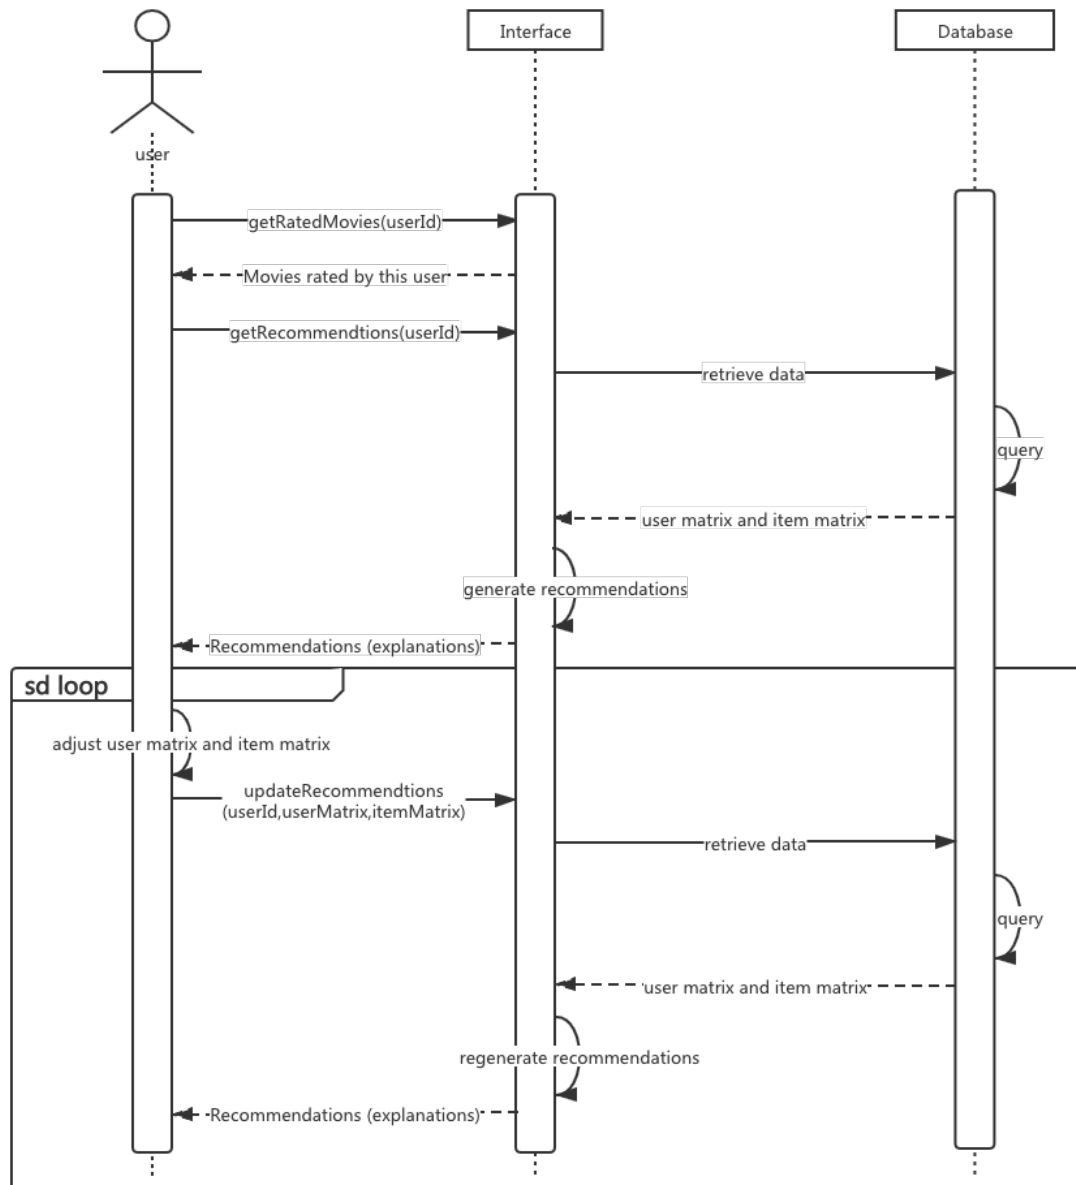 Interface
Database
user
getRatedMovies(userId)
Movies rated by this user
getRecommendtions(userId)
retrieve data
query
user matrix and item matrix
generate recommendations
Recommendations (explanations)
sd loop
adjust user matrix and item matrix
updateRecommendtions
(userId,userMatrix,itemMatrix)
retrieve data
query
user matrix and item matrix
regenerate recommendations
Recommendations (explanations)